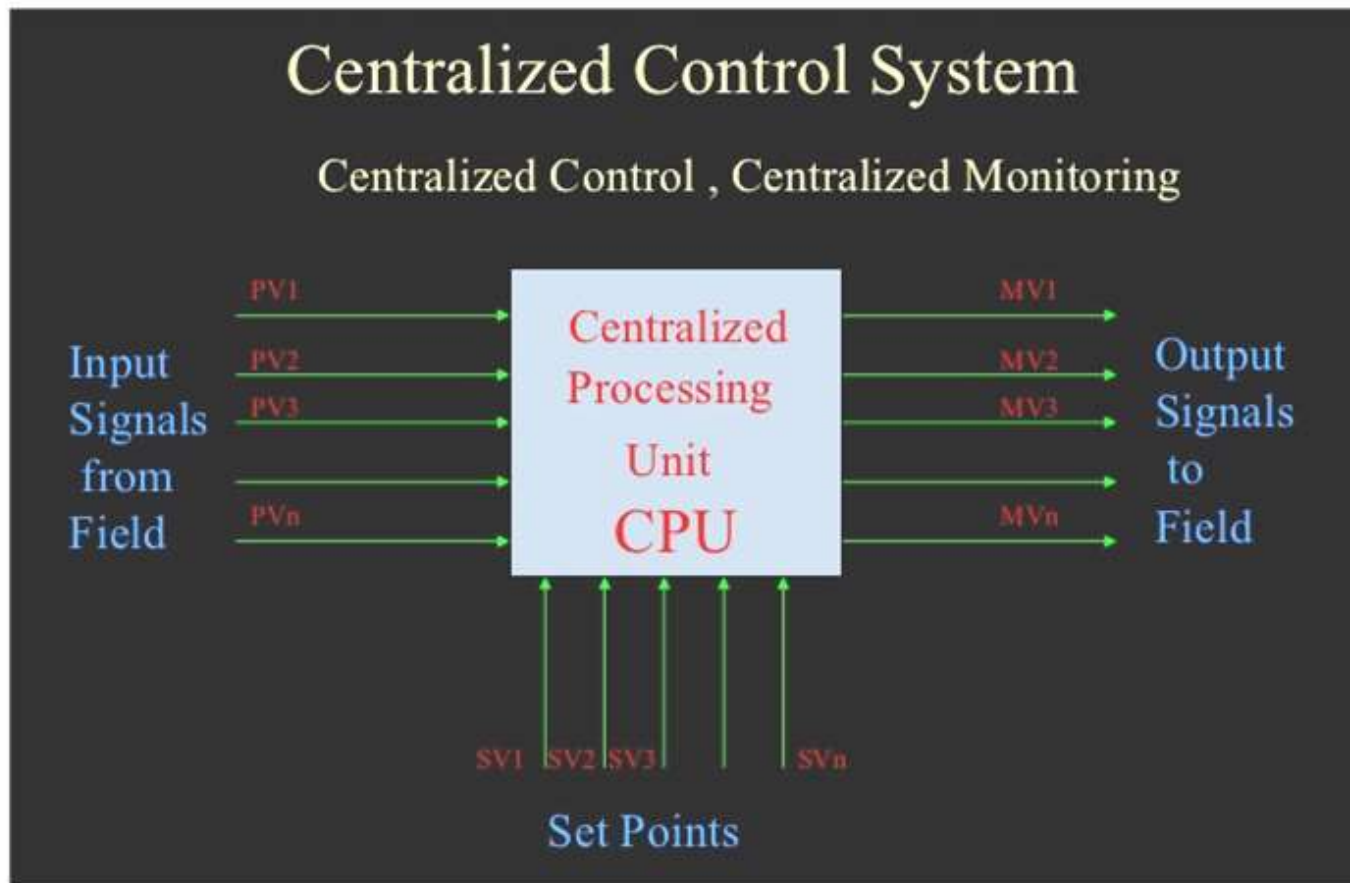 Centralized Control System
Centralized Control , Centralized Monitoring
PV1
PV2
PV3
PVn
Input
Signals
from
Field
Centralized
Processing
Unit
CPU
MV1
MV2
MV3
MVn
Output
Signals
to
Field
SV1 SV2 SV3 SVn
Set Points